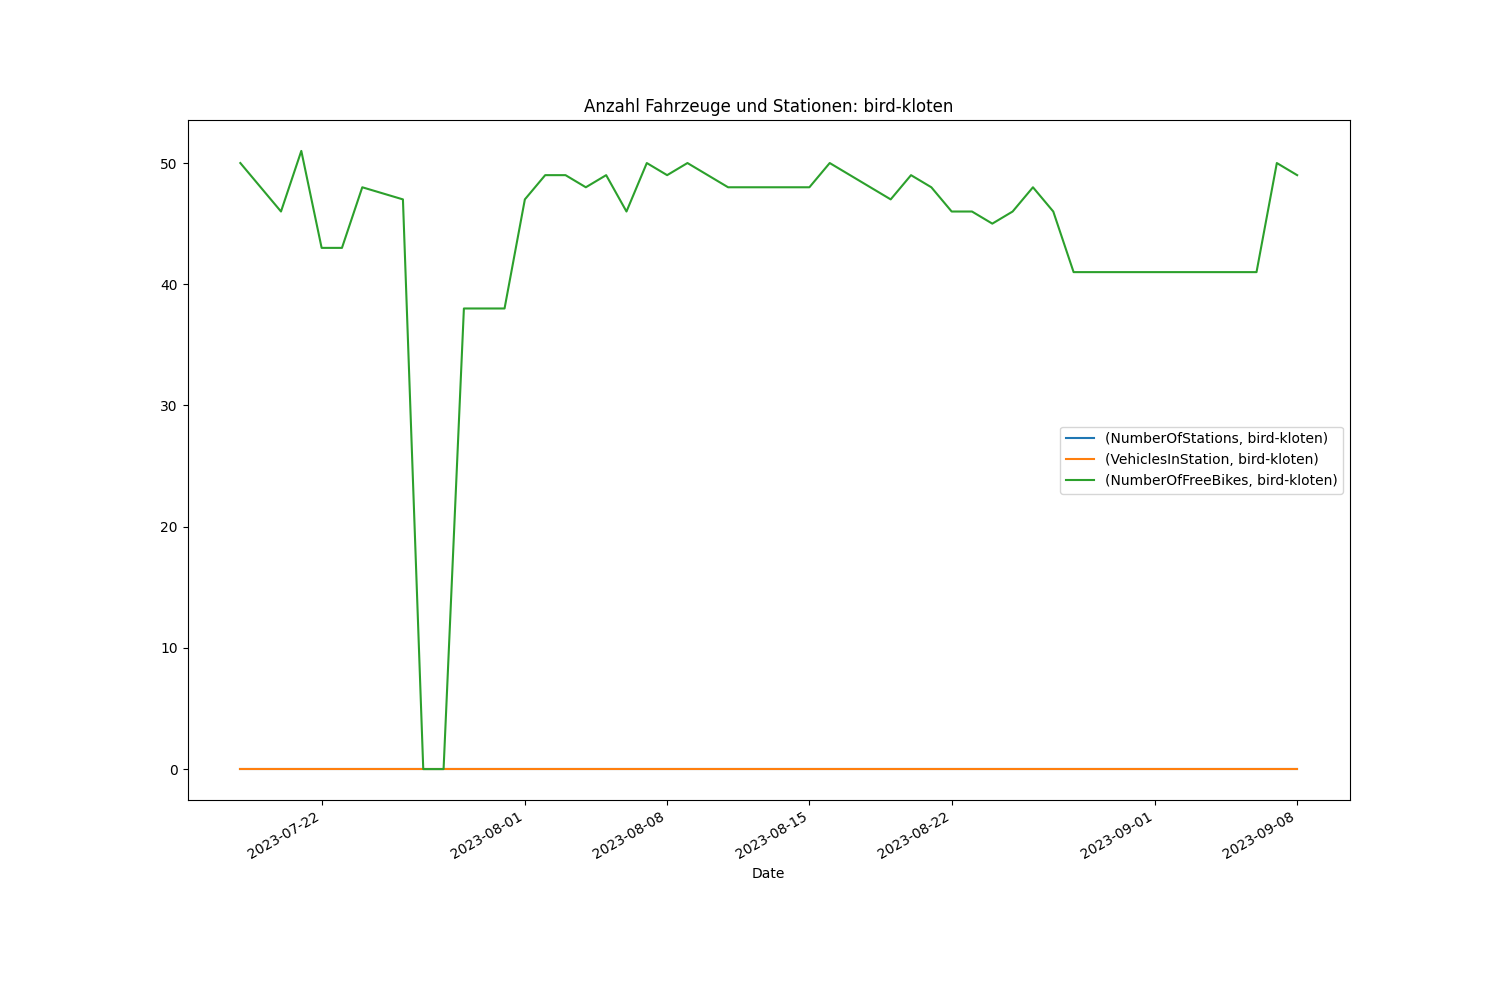 Anzahl Fahrzeuge und Stationen: bird-kloten
50
40
30
20
10
0
(NumberOfStations, bird-kloten)
(VehiclesInStation, bird-kloten)
(NumberOfFreeBikes, bird-kloten)
2023-07-22
2023-08-01
2023-08-08
2023-08-15
2023-08-22
2023-09-01
2023-09-08
Date